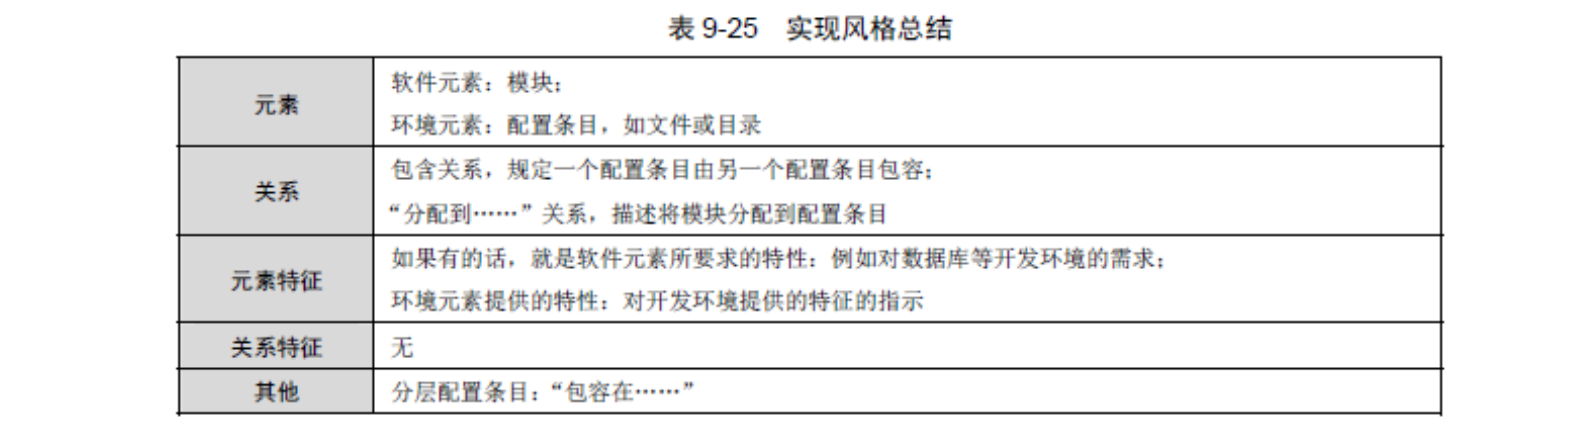 表 9-25 实现风格总结
元素
软件元素：模块；
环境元素：配置条目，如文件或目录
关系
包含关系，规定一个配置条目由另一个配置条目包容；
“分配到……”关系，描述将模块分配到配置条目
元素特征
如果有的话，就是软件元素所要求的特性：例如对数据库等开发环境的需求；
环境元素提供的特性：对开发环境提供的特征的指示
关系特征
无
其他
分层配置条目：“包容在……”